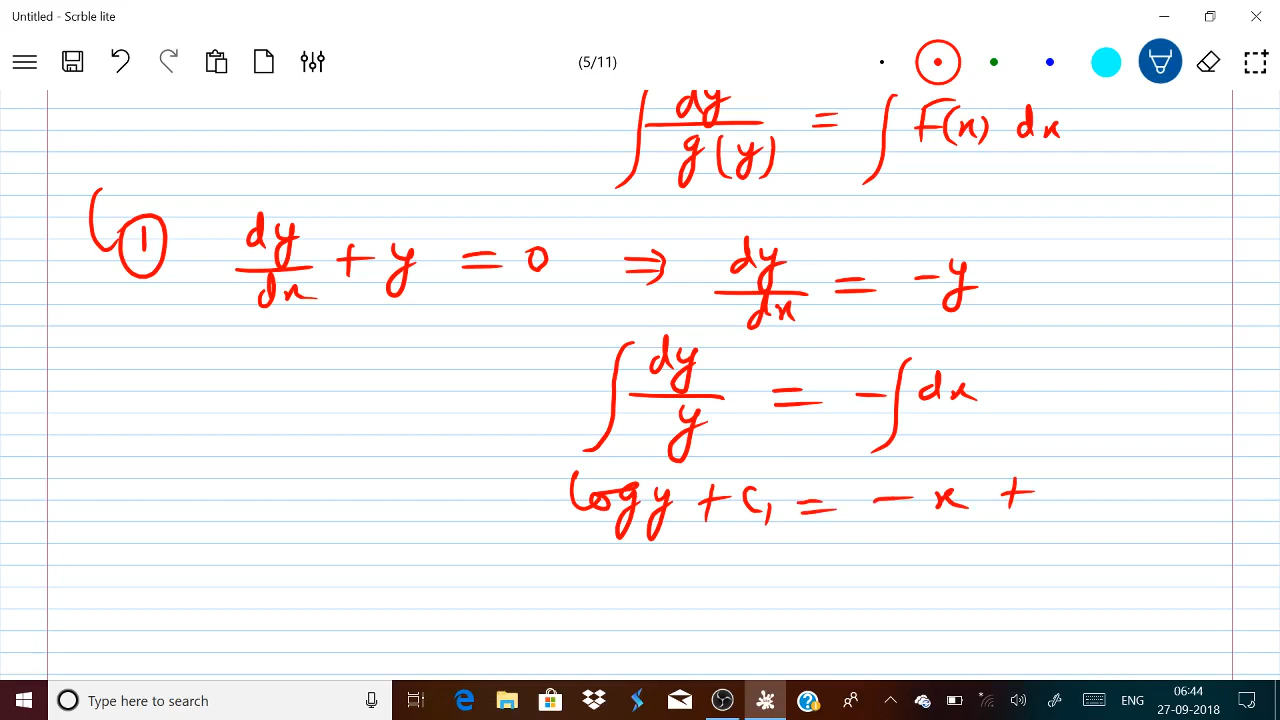 Untitled - Scrble lite
(5/11)
∫ dy/g(y) = ∫ F(x) dx
① dy/dx + y = 0 ⇒ dy/dx = -y
∫ dy/y = -∫ dx
log y + C₁ = - x +
Type here to search
ENG
06:44
27-09-2018